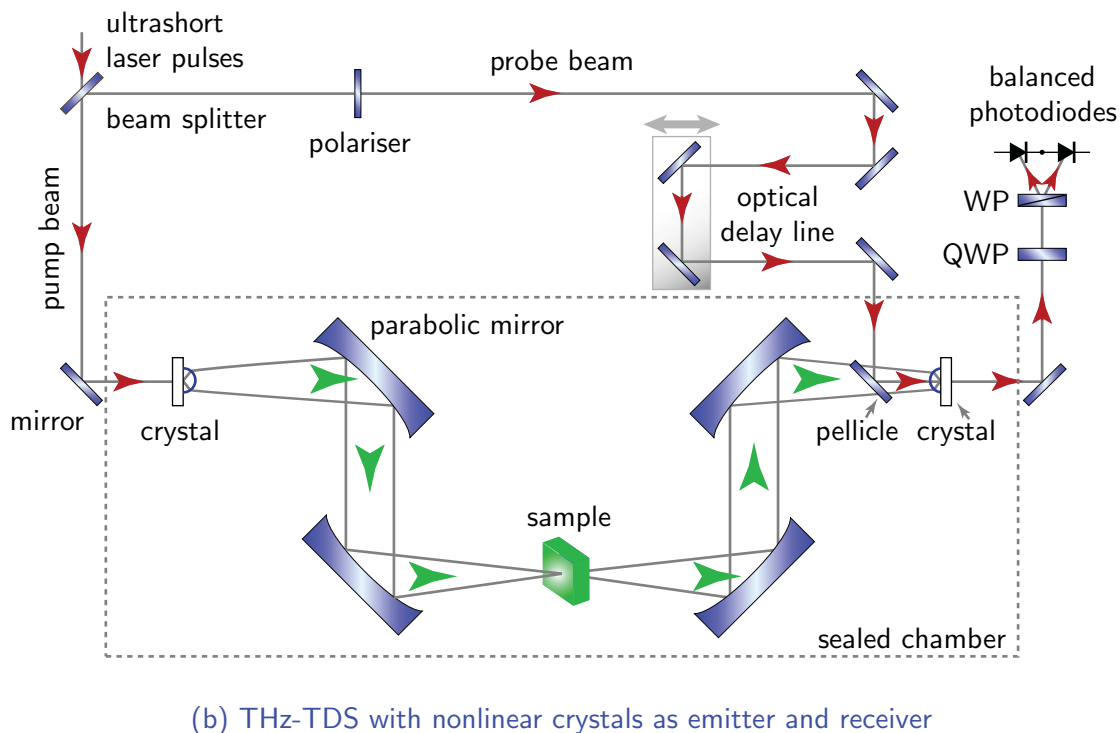 ultrashort
laser pulses
probe beam
balanced
photodiodes
beam splitter
polariser
WP
optical
delay line
QWP
pump beam
parabolic mirror
mirror
crystal
pellicle
crystal
sample
sealed chamber
(b) THz-TDS with nonlinear crystals as emitter and receiver